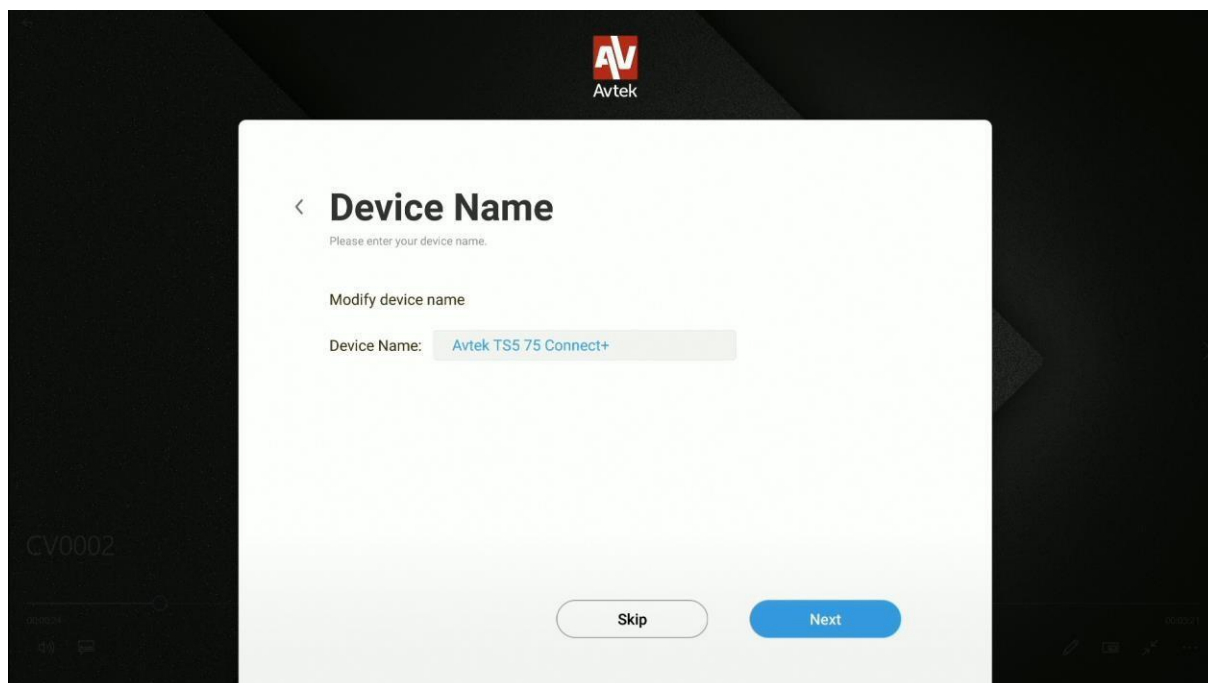 AV
Avtek
Device Name
Please enter your device name.
Modify device name
Device Name: Avtek TS5 75 Connect+
CV0002
Skip Next